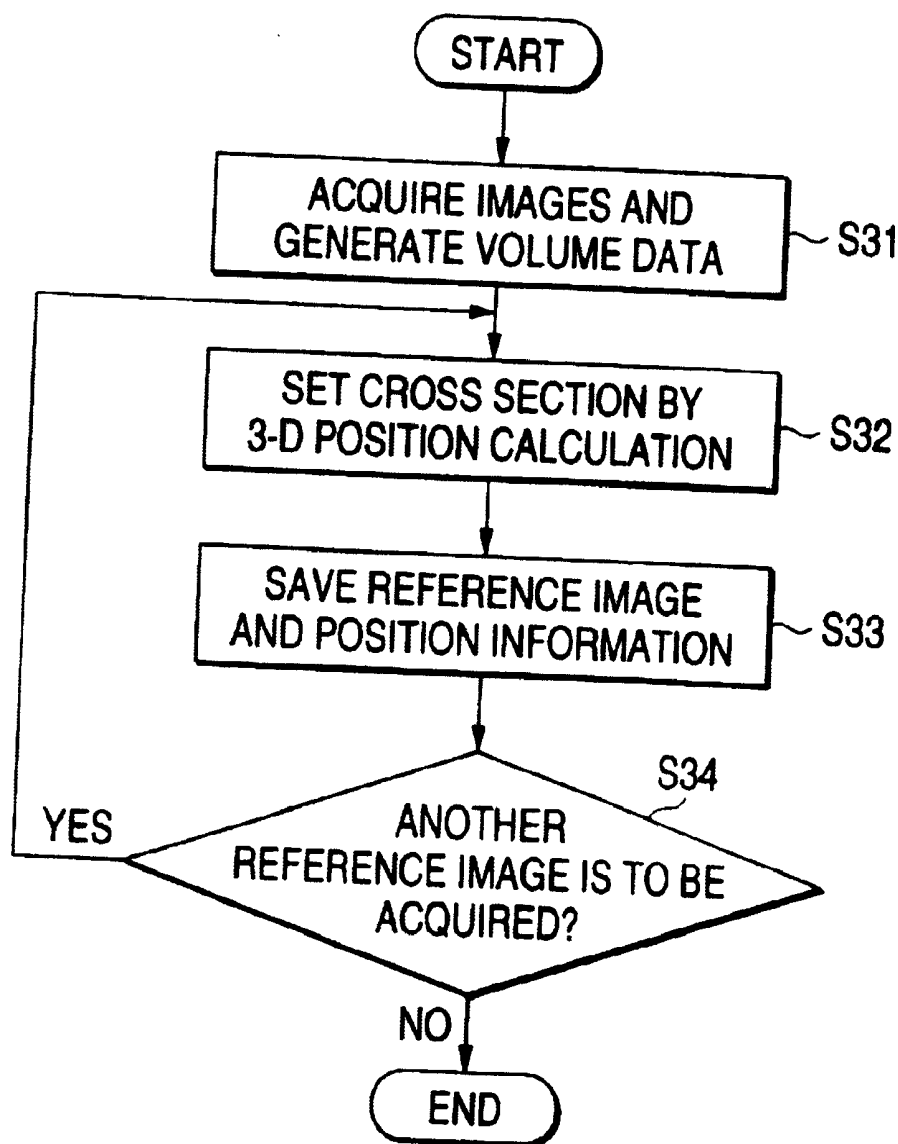 START
ACQUIRE IMAGES AND
GENERATE VOLUME DATA
S31
SET CROSS SECTION BY
3-D POSITION CALCULATION
S32
SAVE REFERENCE IMAGE
AND POSITION INFORMATION
S33
S34
YES
ANOTHER
REFERENCE IMAGE IS TO BE
ACQUIRED?
NO
END